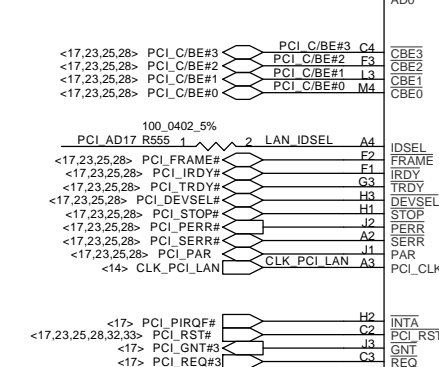 AD0
<17,23,25,28> PCI_C/BE#3 PCI_C/BE#3 C4 CBE3
<17,23,25,28> PCI_C/BE#2 PCI_C/BE#2 F3 CBE2
<17,23,25,28> PCI_C/BE#1 PCI_C/BE#1 L3 CBE1
<17,23,25,28> PCI_C/BE#0 PCI_C/BE#0 M4 CBE0
100_0402_5%
PCI_AD17 R555 1 2 LAN_IDSEL A4 IDSEL
<17,23,25,28> PCI_FRAME# F2 FRAME
<17,23,25,28> PCI_IRDY# F1 IRDY
<17,23,25,28> PCI_TRDY# G3 TRDY
<17,23,25,28> PCI_DEVSEL# H3 DEVSEL
<17,23,25,28> PCI_STOP# H1 STOP
<17,23,25,28> PCI_PERR# J2 PERR
<17,23,25,28> PCI_SERR# A2 SERR
<17,23,25,28> PCI_PAR J1 PAR
<14> CLK_PCI_LAN CLK_PCI_LAN A3 PCI_CLK
<17> PCI_PIRQF# H2 INTA
<17,23,25,28,32,33> PCI_RST# C2 PCI_RST
<17> PCI_GNT#3 J3 GNT
<17> PCI_REQ#3 C3 REQ